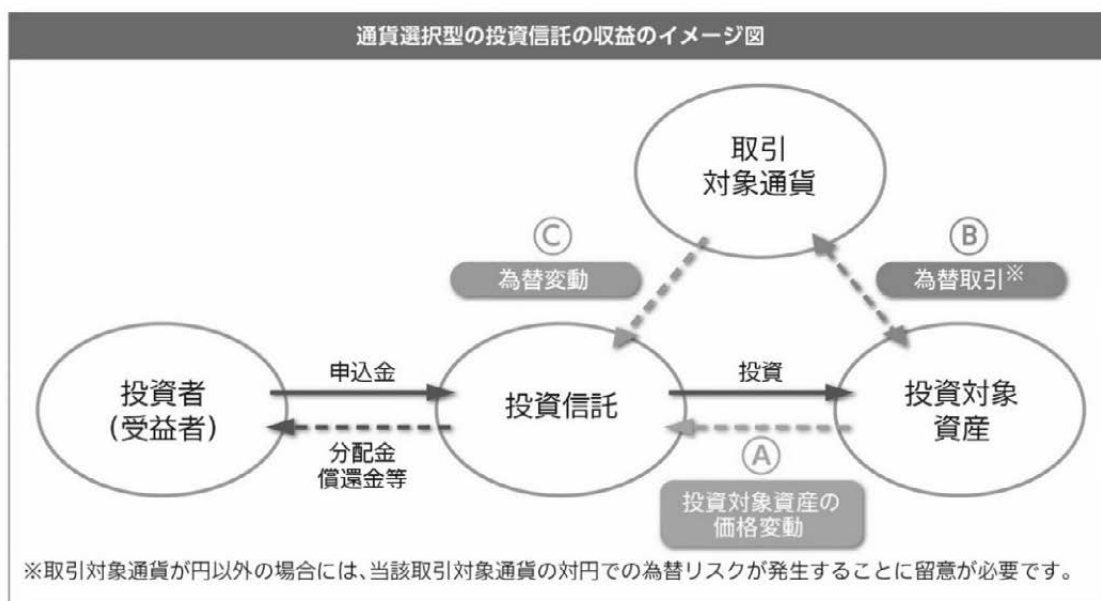 通貨選択型の投資信託の収益のイメージ図
取引
対象通貨
Ⓒ
為替変動
Ⓑ
為替取引※
投資者
(受益者)
申込金
分配金
償還金等
投資信託
投資
Ⓐ
投資対象資産の
価格変動
投資対象
資産
※取引対象通貨が円以外の場合には、当該取引対象通貨の対円での為替リスクが発生することに留意が必要です。